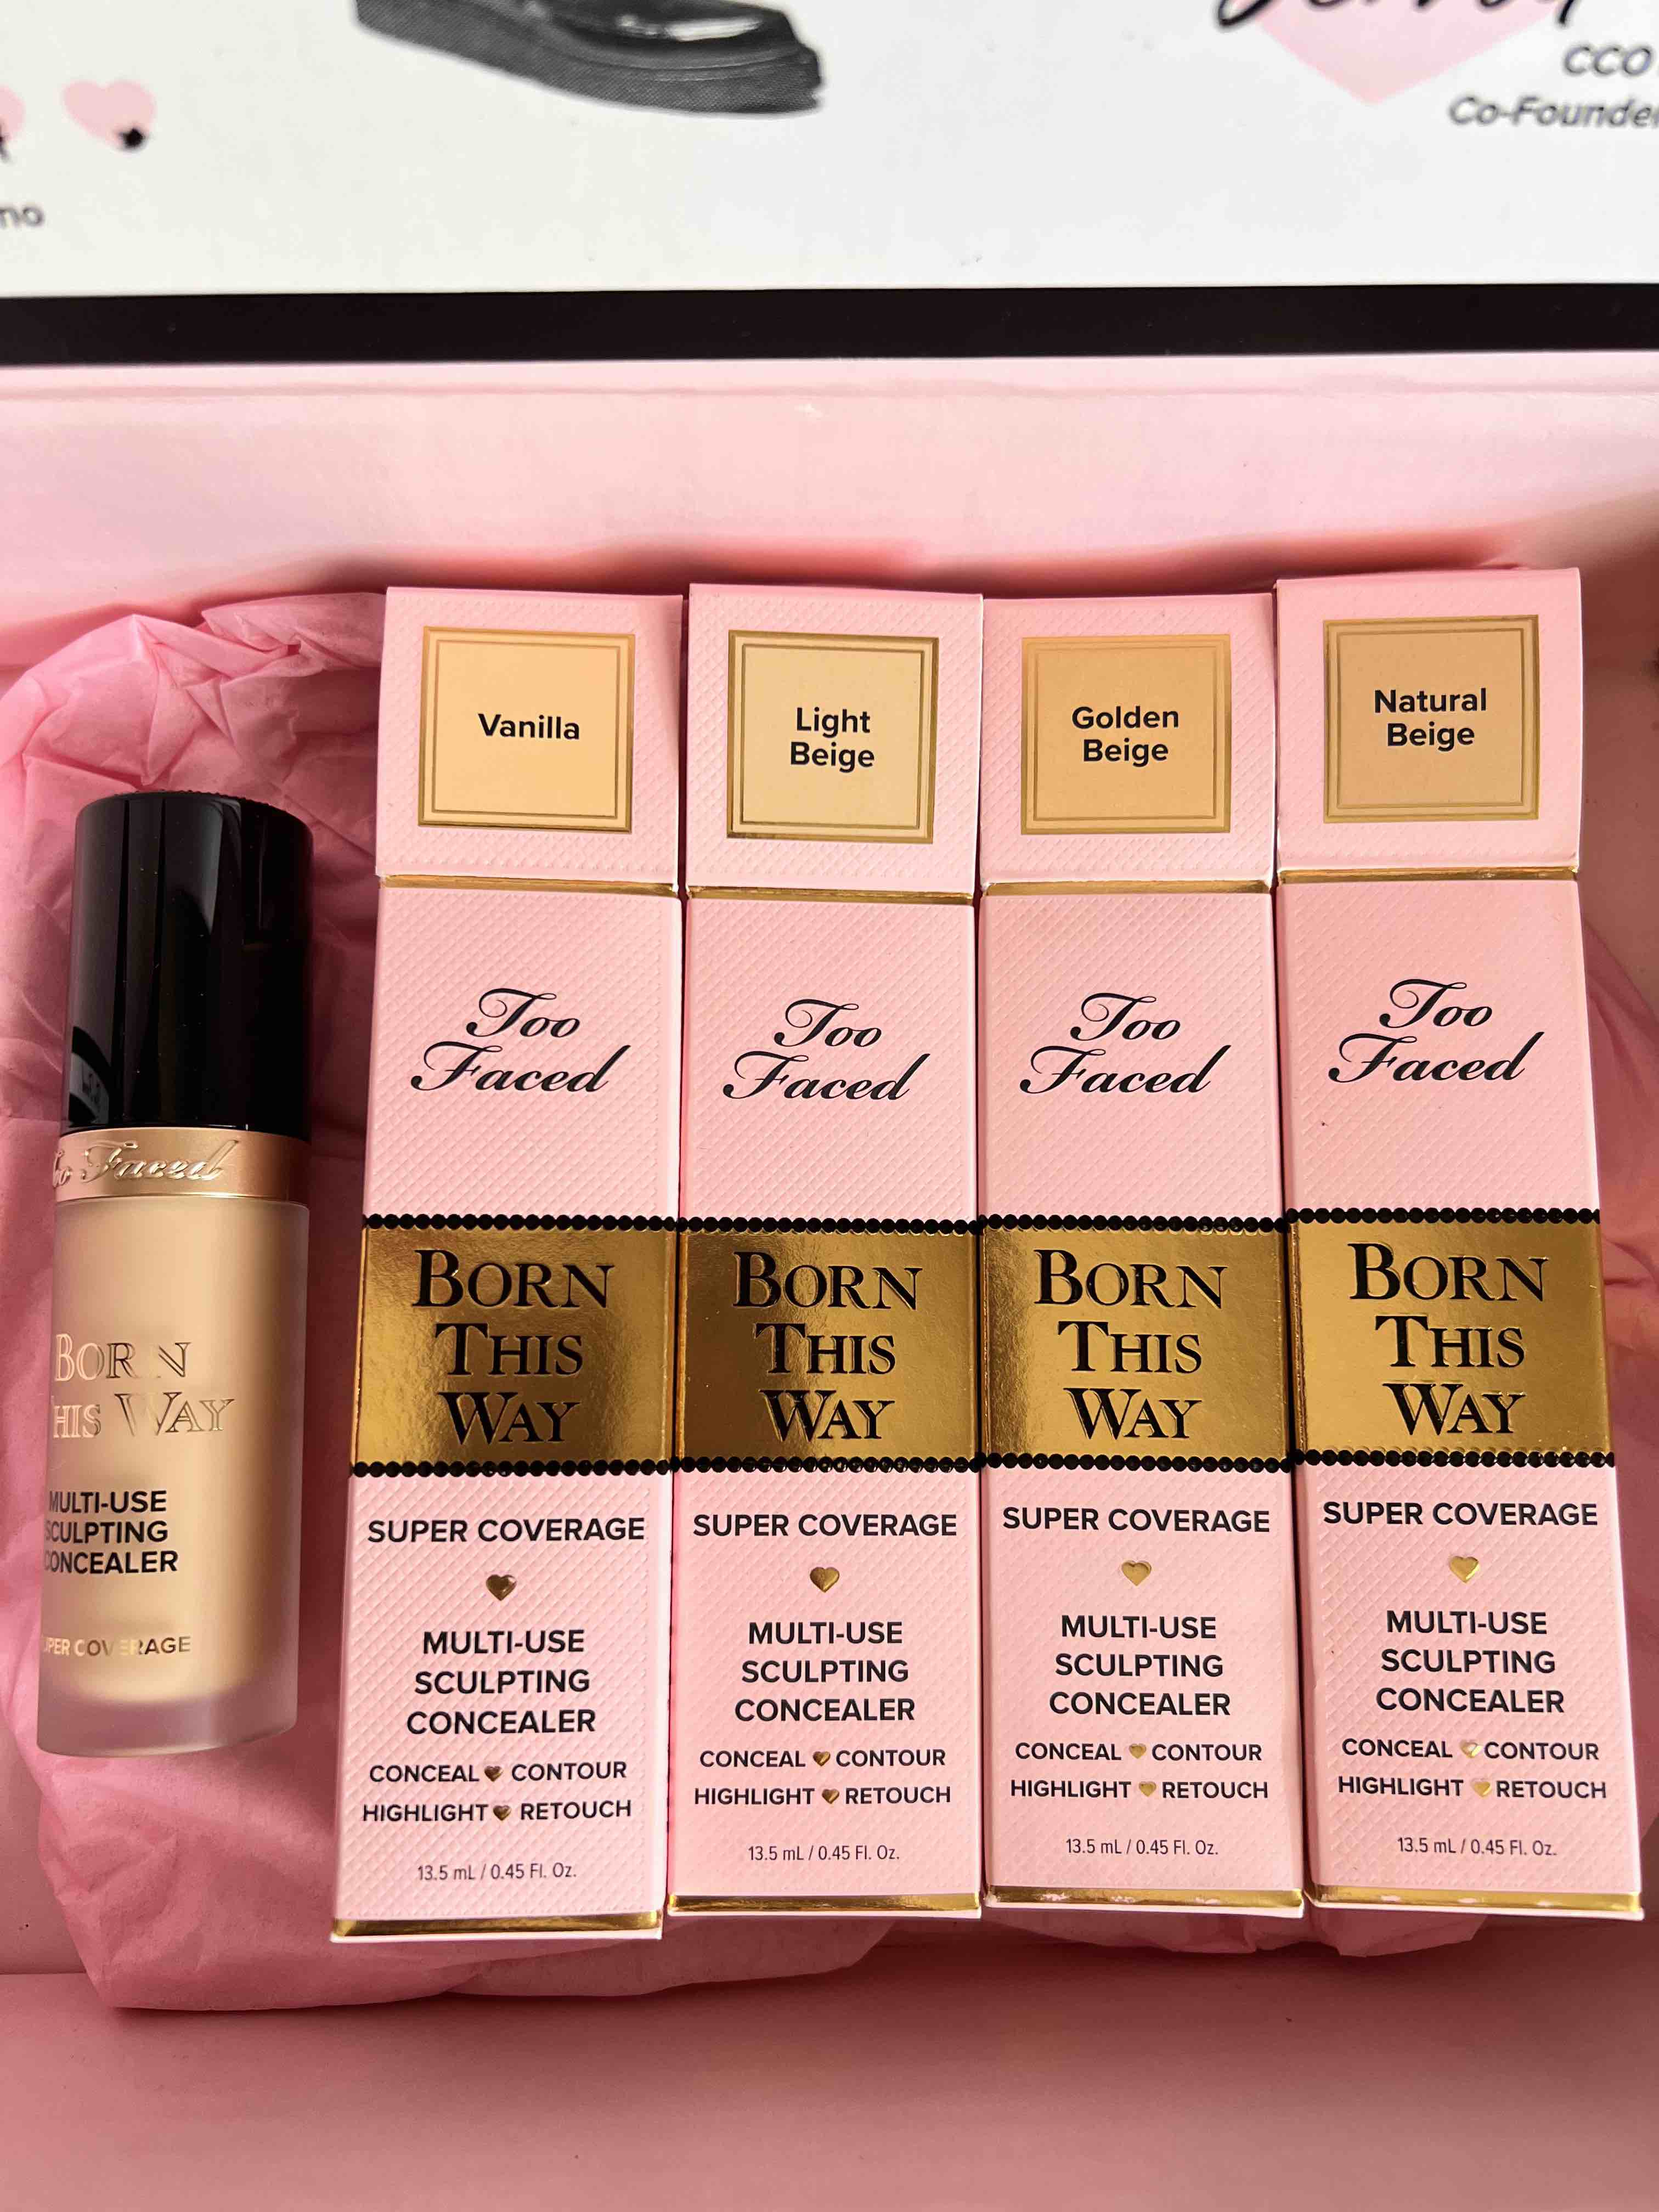 CCO
Co-Founder
Vanilla
Too
Faced
BORN
THIS
WAY
SUPER COVERAGE
MULTI-USE
SCULPTING
CONCEALER
CONCEAL CONTOUR
HIGHLIGHT RETOUCH
13.5 mL / 0.45 Fl. Oz.
Light
Beige
Too
Faced
BORN
THIS
WAY
SUPER COVERAGE
MULTI-USE
SCULPTING
CONCEALER
CONCEAL CONTOUR
HIGHLIGHT RETOUCH
13.5 mL / 0.45 Fl. Oz.
Golden
Beige
Too
Faced
BORN
THIS
WAY
SUPER COVERAGE
MULTI-USE
SCULPTING
CONCEALER
CONCEAL CONTOUR
HIGHLIGHT RETOUCH
13.5 mL / 0.45 Fl. Oz.
Natural
Beige
Too
Faced
BORN
THIS
WAY
SUPER COVERAGE
MULTI-USE
SCULPTING
CONCEALER
CONCEAL CONTOUR
HIGHLIGHT RETOUCH
13.5 mL / 0.45 Fl. Oz.
Too Faced
BORN
THIS WAY
MULTI-USE
SCULPTING
CONCEALER
SUPER COVERAGE